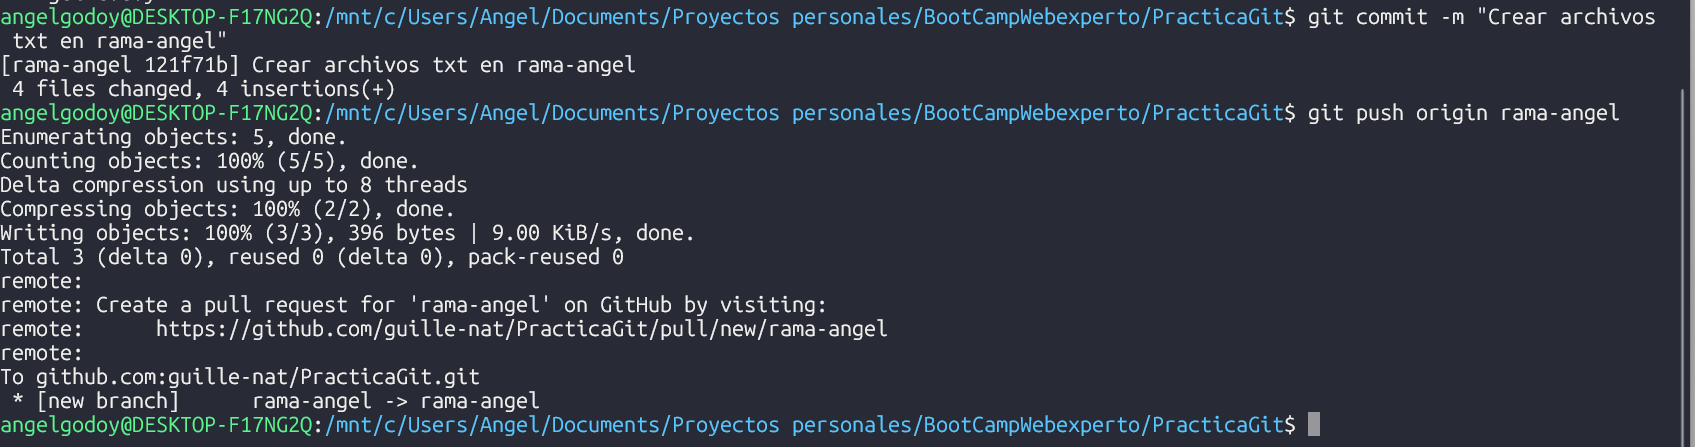 angelgodoy@DESKTOP-F17NG2Q:/mnt/c/Users/Angel/Documents/Proyectos personales/BootCampWebexperto/PracticaGit$ git commit -m "Crear archivos
 txt en rama-angel"
[rama-angel 121f71b] Crear archivos txt en rama-angel
 4 files changed, 4 insertions(+)
angelgodoy@DESKTOP-F17NG2Q:/mnt/c/Users/Angel/Documents/Proyectos personales/BootCampWebexperto/PracticaGit$ git push origin rama-angel
Enumerating objects: 5, done.
Counting objects: 100% (5/5), done.
Delta compression using up to 8 threads
Compressing objects: 100% (2/2), done.
Writing objects: 100% (3/3), 396 bytes | 9.00 KiB/s, done.
Total 3 (delta 0), reused 0 (delta 0), pack-reused 0
remote:
remote: Create a pull request for 'rama-angel' on GitHub by visiting:
remote:      https://github.com/guille-nat/PracticaGit/pull/new/rama-angel
remote:
To github.com:guille-nat/PracticaGit.git
 * [new branch]      rama-angel -> rama-angel
angelgodoy@DESKTOP-F17NG2Q:/mnt/c/Users/Angel/Documents/Proyectos personales/BootCampWebexperto/PracticaGit$